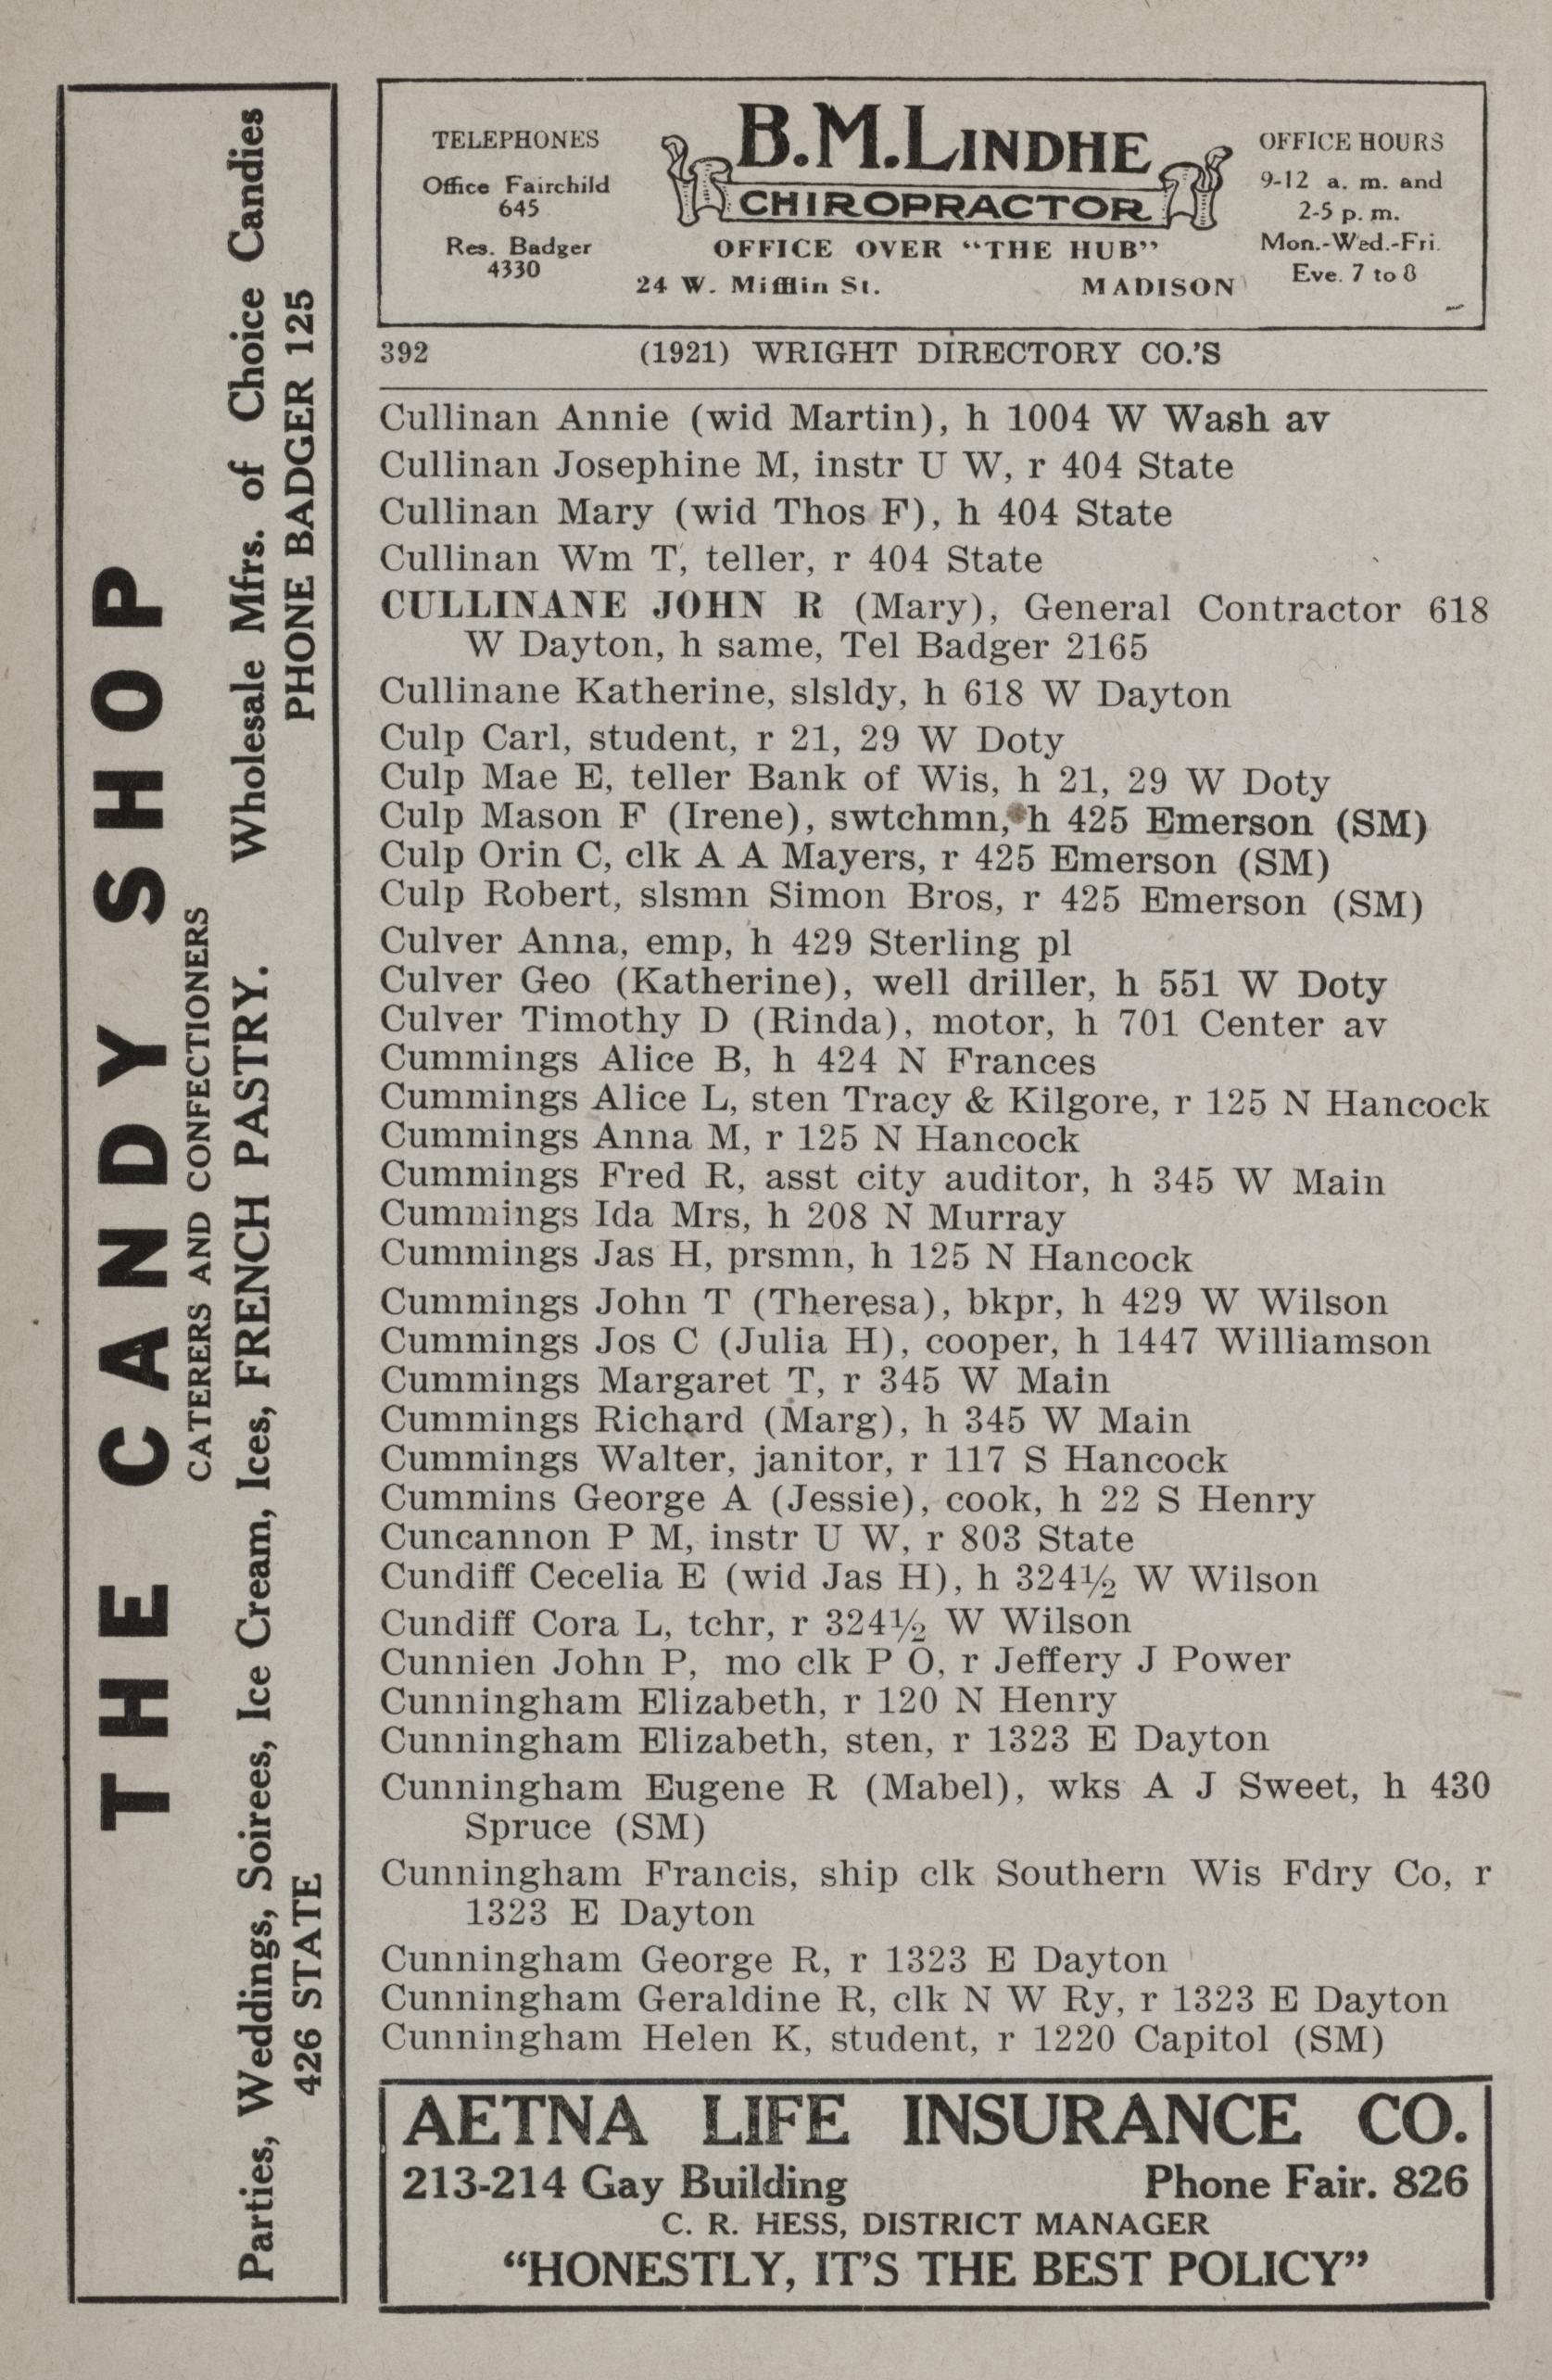 THE CANDY SHOP
CATERERS AND CONFECTIONERS
Parties, Weddings, Soirees, Ice Cream, Ices, FRENCH PASTRY. Wholesale Mfrs. of Choice Candies
426 STATE PHONE BADGER 125
TELEPHONES
Office Fairchild
645
Res. Badger
4330
B.M.LINDHE
CHIROPRACTOR
OFFICE OVER “THE HUB”
24 W. Mifflin St. MADISON
OFFICE HOURS
9-12 a. m. and
2-5 p. m.
Mon.-Wed.-Fri.
Eve. 7 to 8
392 (1921) WRIGHT DIRECTORY CO.'S
Cullinan Annie (wid Martin), h 1004 W Wash av
Cullinan Josephine M, instr U W, r 404 State
Cullinan Mary (wid Thos F), h 404 State
Cullinan Wm T, teller, r 404 State
CULLINANE JOHN R (Mary), General Contractor 618
W Dayton, h same, Tel Badger 2165
Cullinane Katherine, slsldy, h 618 W Dayton
Culp Carl, student, r 21, 29 W Doty
Culp Mae E, teller Bank of Wis, h 21, 29 W Doty
Culp Mason F (Irene), swtchmn, h 425 Emerson (SM)
Culp Orin C, clk A A Mayers, r 425 Emerson (SM)
Culp Robert, slsmn Simon Bros, r 425 Emerson (SM)
Culver Anna, emp, h 429 Sterling pl
Culver Geo (Katherine), well driller, h 551 W Doty
Culver Timothy D (Rinda), motor, h 701 Center av
Cummings Alice B, h 424 N Frances
Cummings Alice L, sten Tracy & Kilgore, r 125 N Hancock
Cummings Anna M, r 125 N Hancock
Cummings Fred R, asst city auditor, h 345 W Main
Cummings Ida Mrs, h 208 N Murray
Cummings Jas H, prsmn, h 125 N Hancock
Cummings John T (Theresa), bkpr, h 429 W Wilson
Cummings Jos C (Julia H), cooper, h 1447 Williamson
Cummings Margaret T, r 345 W Main
Cummings Richard (Marg), h 345 W Main
Cummings Walter, janitor, r 117 S Hancock
Cummins George A (Jessie), cook, h 22 S Henry
Cuncannon P M, instr U W, r 803 State
Cundiff Cecelia E (wid Jas H), h 324½ W Wilson
Cundiff Cora L, tchr, r 324½ W Wilson
Cunnien John P, mo clk P O, r Jeffery J Power
Cunningham Elizabeth, r 120 N Henry
Cunningham Elizabeth, sten, r 1323 E Dayton
Cunningham Eugene R (Mabel), wks A J Sweet, h 430
Spruce (SM)
Cunningham Francis, ship clk Southern Wis Fdry Co, r
1323 E Dayton
Cunningham George R, r 1323 E Dayton
Cunningham Geraldine R, clk N W Ry, r 1323 E Dayton
Cunningham Helen K, student, r 1220 Capitol (SM)
AETNA LIFE INSURANCE CO.
213-214 Gay Building Phone Fair. 826
C. R. HESS, DISTRICT MANAGER
“HONESTLY, IT'S THE BEST POLICY”